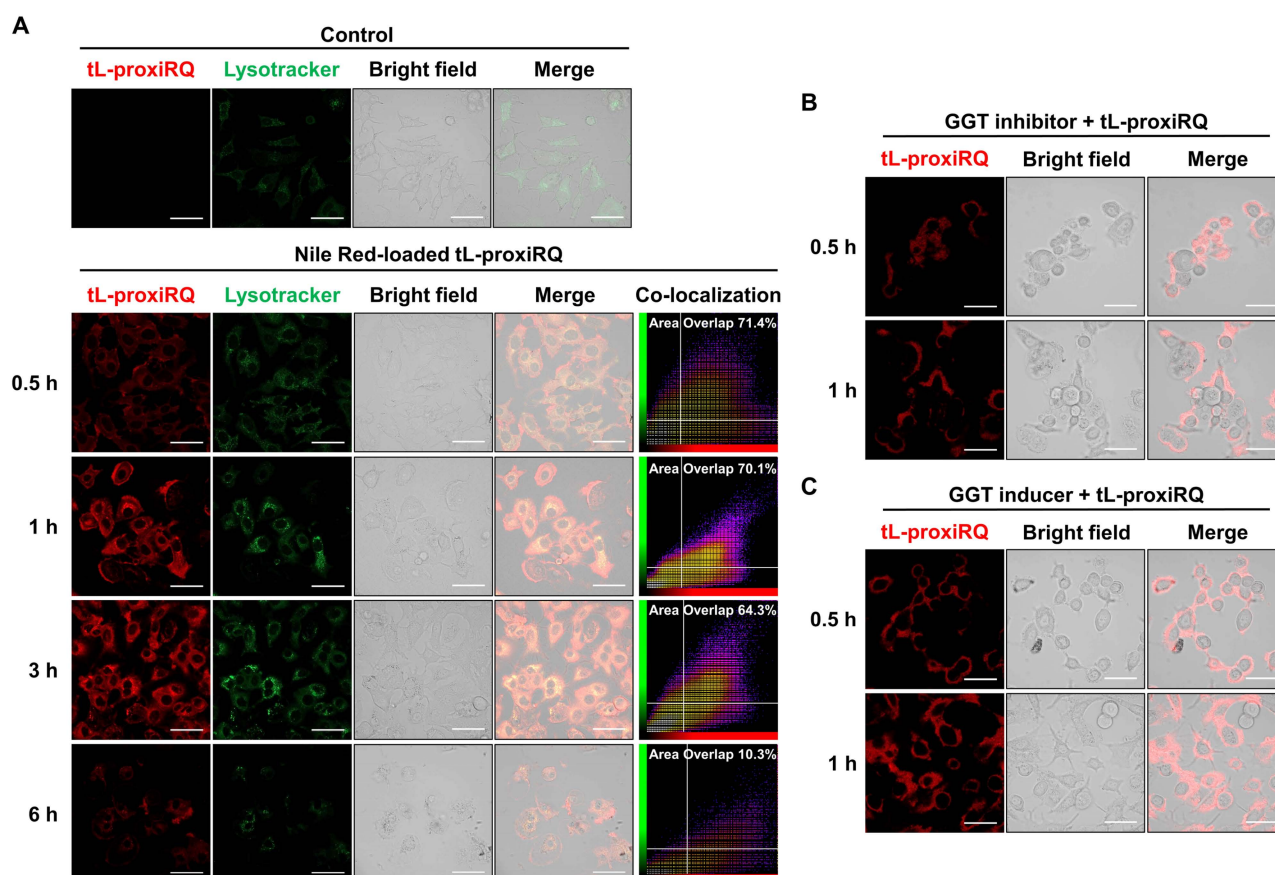 A
Control
tL-proxiRQ Lysotracker Bright field Merge
Nile Red-loaded tL-proxiRQ
tL-proxiRQ Lysotracker Bright field Merge Co-localization
0.5 h
Area Overlap 71.4%
1 h
Area Overlap 70.1%
3 h
Area Overlap 64.3%
6 h
Area Overlap 10.3%
B
GGT inhibitor + tL-proxiRQ
tL-proxiRQ Bright field Merge
0.5 h
1 h
C
GGT inducer + tL-proxiRQ
tL-proxiRQ Bright field Merge
0.5 h
1 h